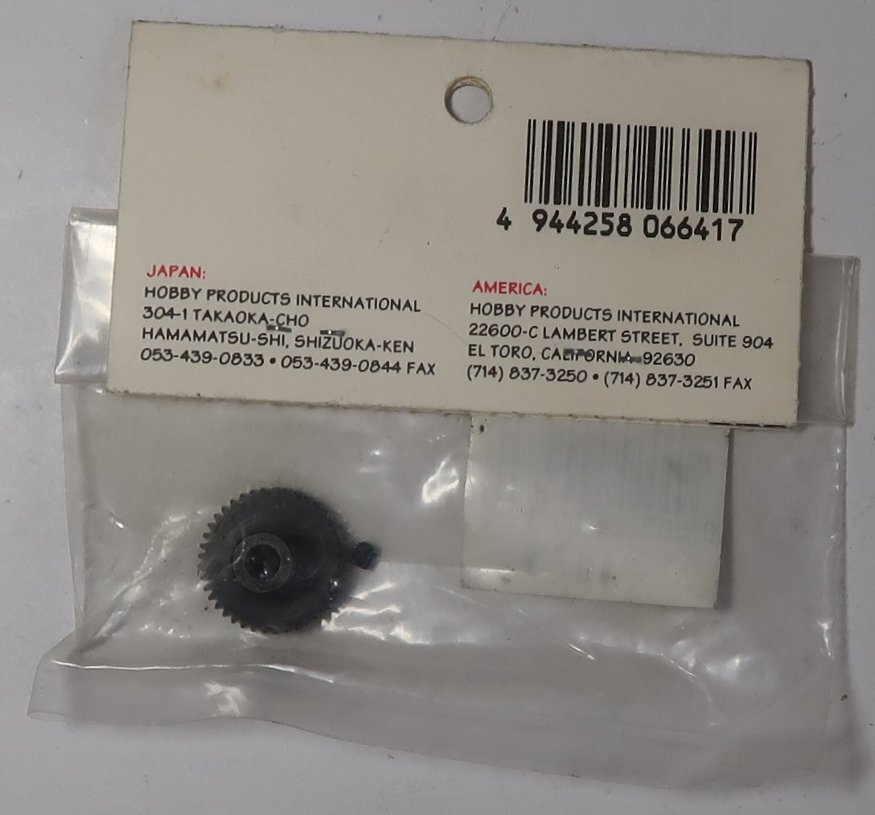 4 944258 066417
JAPAN:
HOBBY PRODUCTS INTERNATIONAL
304-1 TAKAOKA-CHO
HAMAMATSU-SHI, SHIZUOKA-KEN
053-439-0833 • 053-439-0844 FAX
AMERICA:
HOBBY PRODUCTS INTERNATIONAL
22600-C LAMBERT STREET, SUITE 904
EL TORO, CALIFORNIA 92630
(714) 837-3250 • (714) 837-3251 FAX